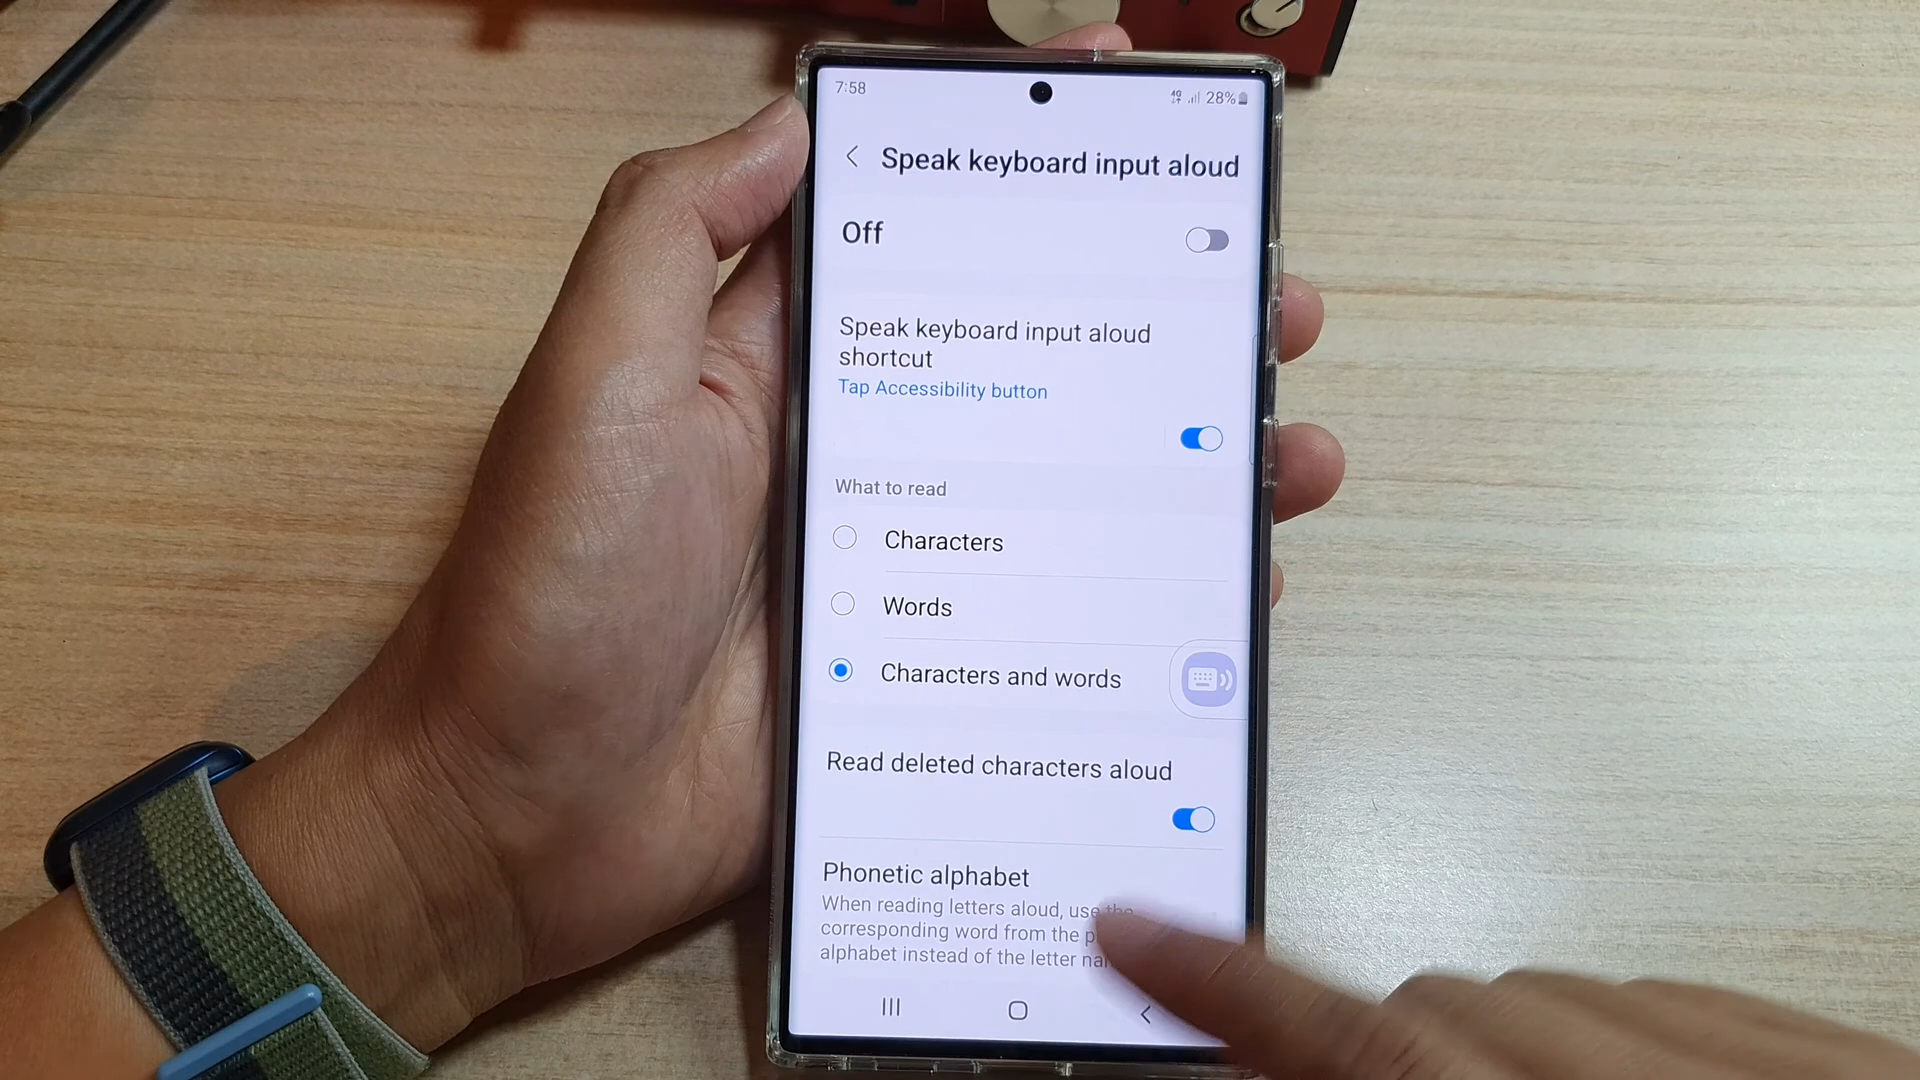 7:58
4G 28%
Speak keyboard input aloud
Off
Speak keyboard input aloud
shortcut
Tap Accessibility button
What to read
Characters
Words
Characters and words
Read deleted characters aloud
Phonetic alphabet
When reading letters aloud, use the
corresponding word from the
alphabet instead of the letter